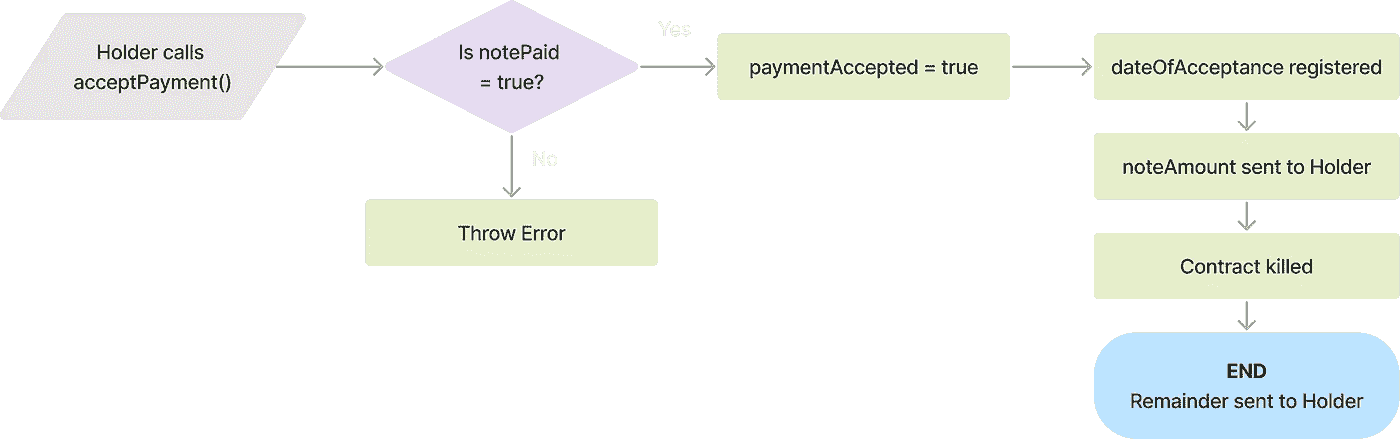 Holder calls
acceptPayment()
Is notePaid
= true?
Yes
paymentAccepted = true
dateOfAcceptance registered
No
noteAmount sent to Holder
Throw Error
Contract killed
END
Remainder sent to Holder